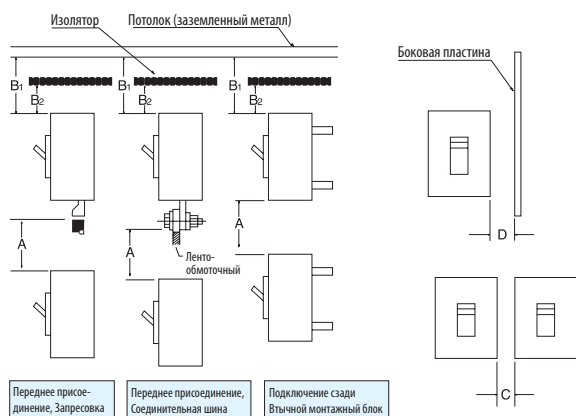 Изолятор
Потолок (заземленный металл)
Боковая пластина
B1
B1
B1
B2
B2
B2
A
A
A
D
Ленто-
обмоточный
C
Переднее присое-
динение, Запресовка
Переднее присоединение,
Соединительная шина
Подключение сзади
Втычной монтажный блок